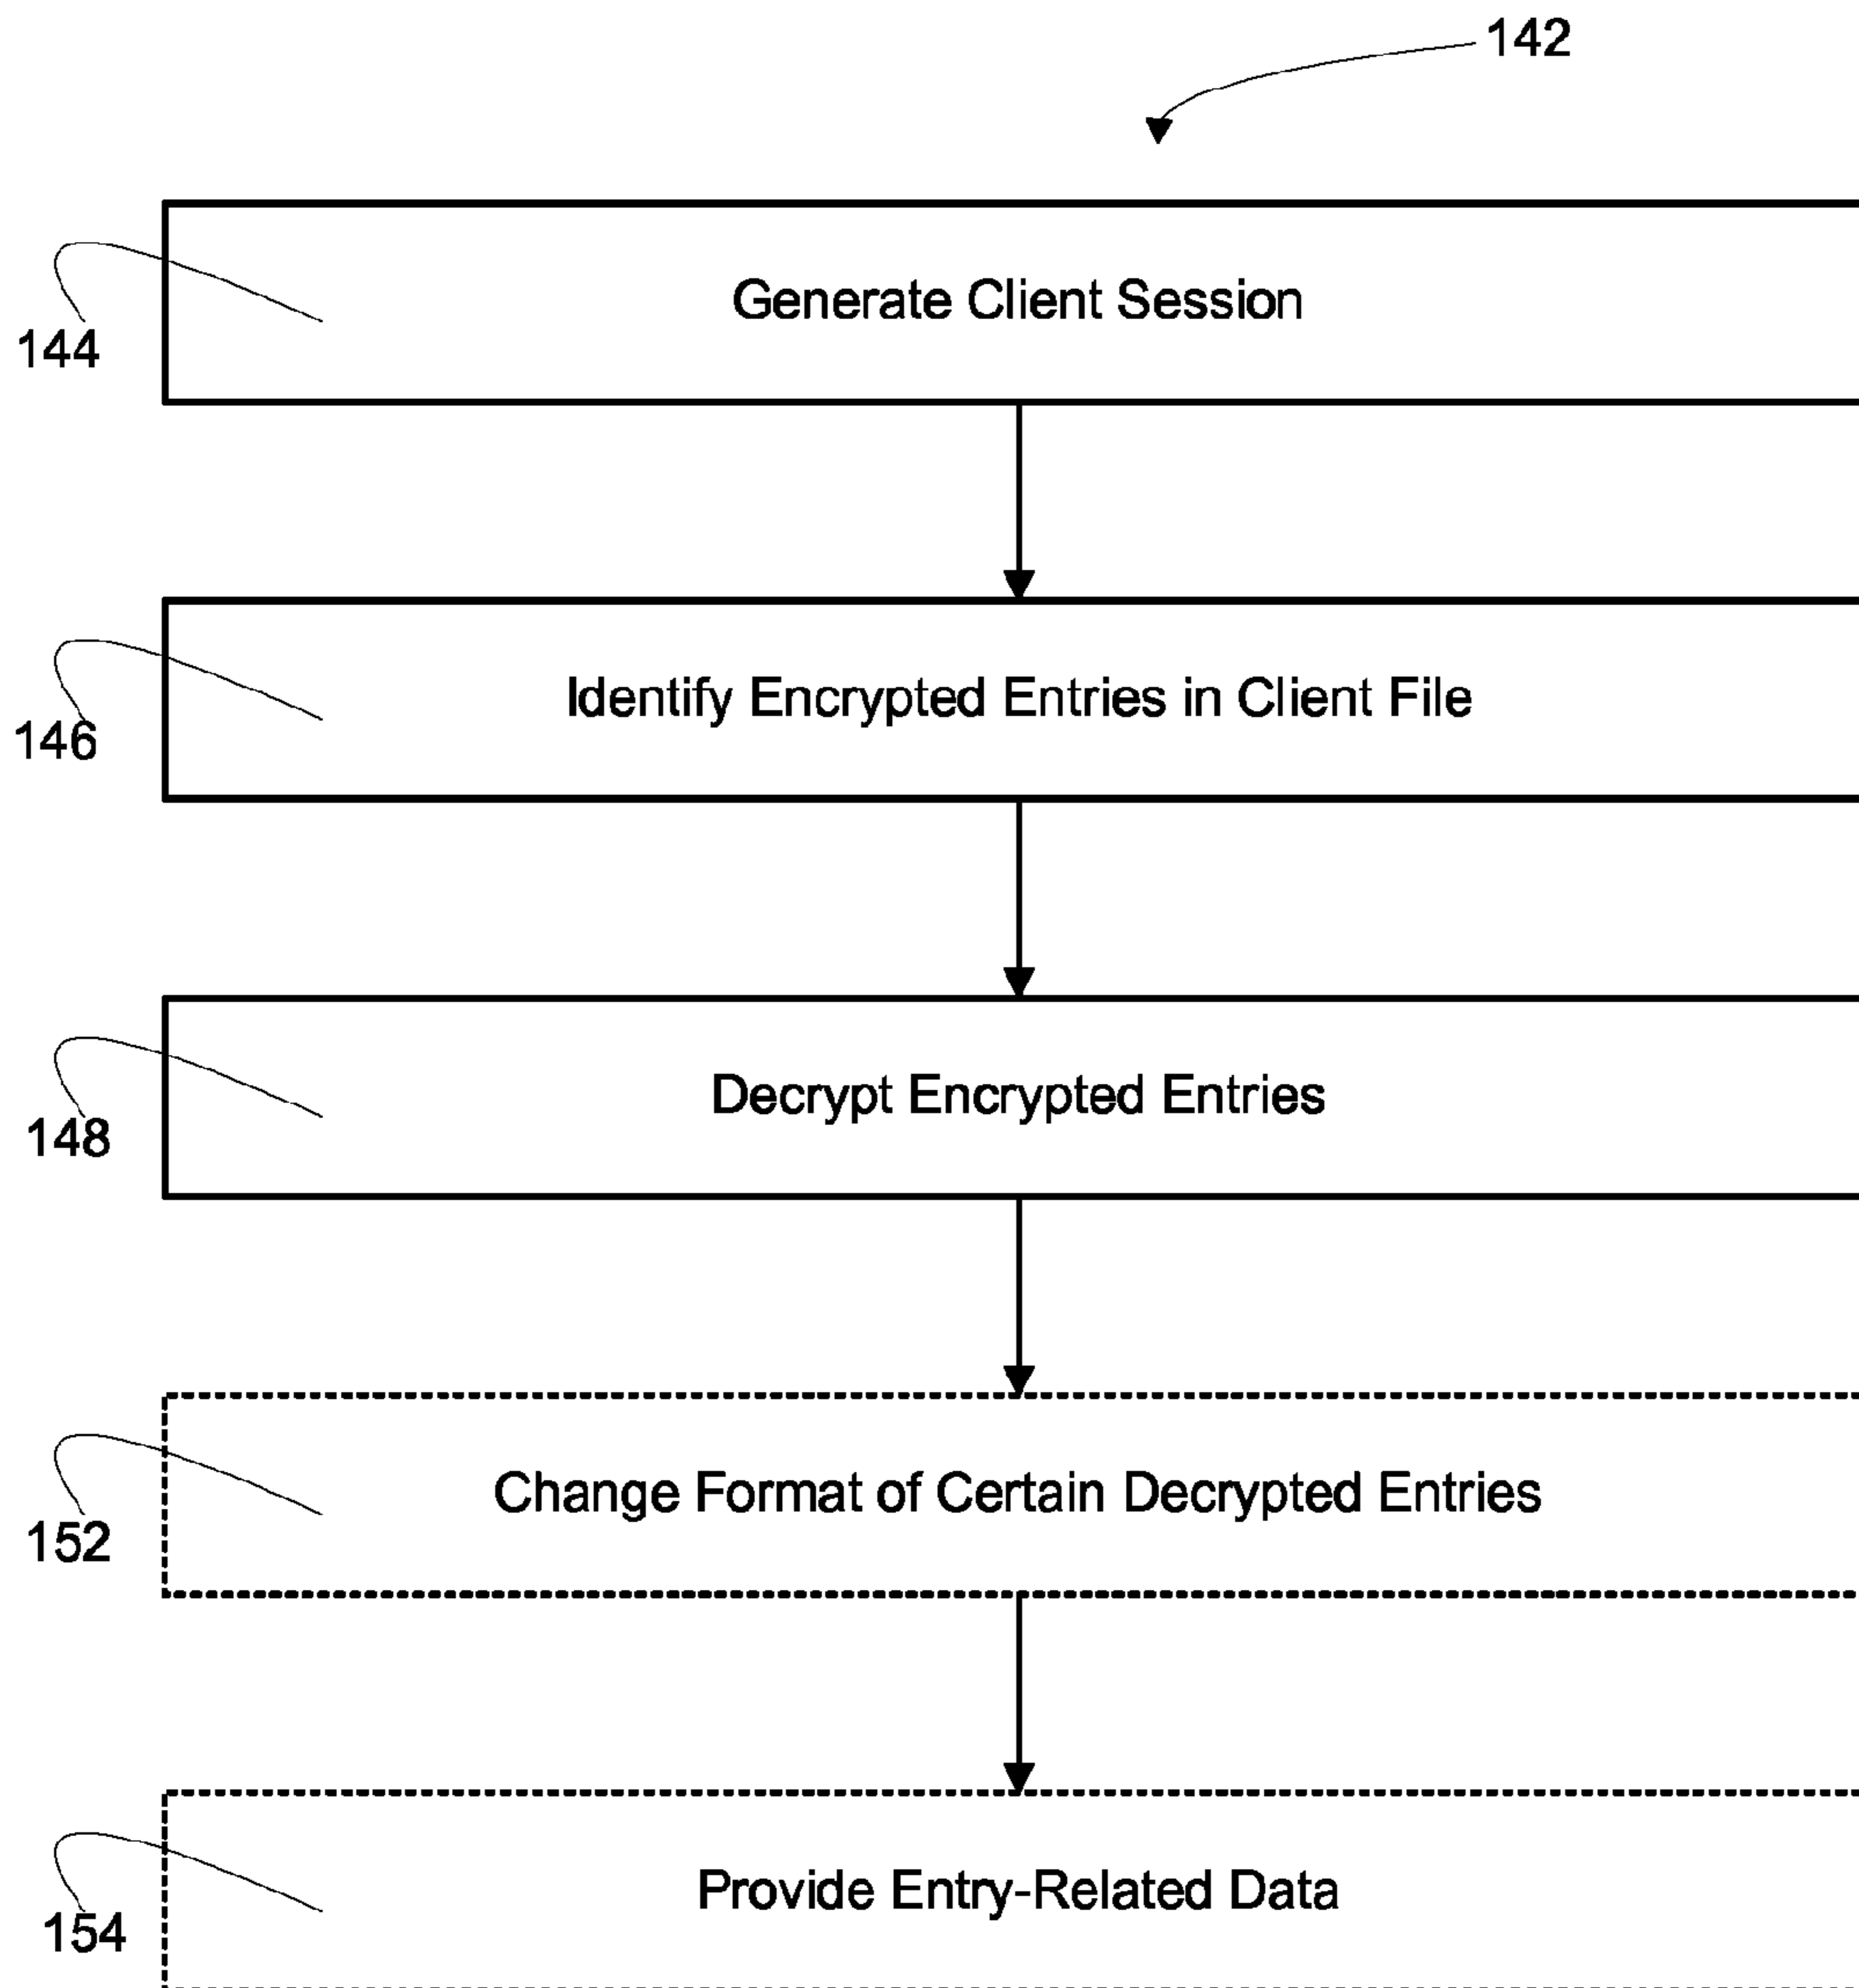 142
Generate Client Session
144
Identify Encrypted Entries in Client File
146
Decrypt Encrypted Entries
148
Change Format of Certain Decrypted Entries
152
Provide Entry-Related Data
154